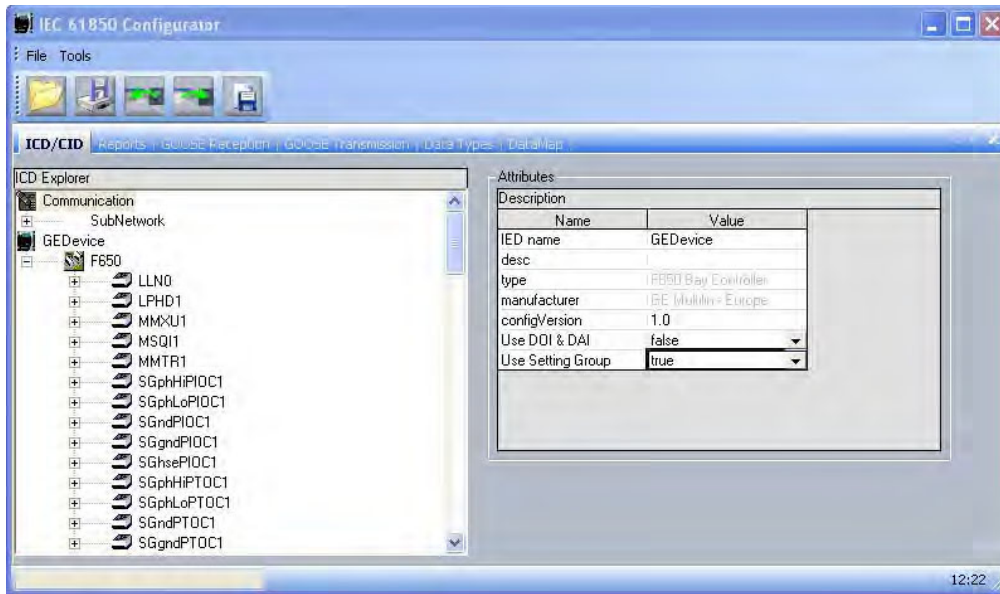 IEC 61850 Configurator
File Tools
ICD/CID Reports GOOSE Reception GOOSE Transmission Data Types DataMap
ICD Explorer
Communication
SubNetwork
GEDevice
F650
LLN0
LPHD1
MMXU1
MSQI1
MMTR1
SGphHiPIOC1
SGphLoPIOC1
SGndPIOC1
SGgndPIOC1
SGhsePIOC1
SGphHiPTOC1
SGphLoPTOC1
SGndPTOC1
SGgndPTOC1
Attributes
Description
Name Value
IED name GEDevice
desc
type F650 Bay Controller
manufacturer GE Multilin - Europe
configVersion 1.0
Use DOI & DAI false
Use Setting Group true
12:22